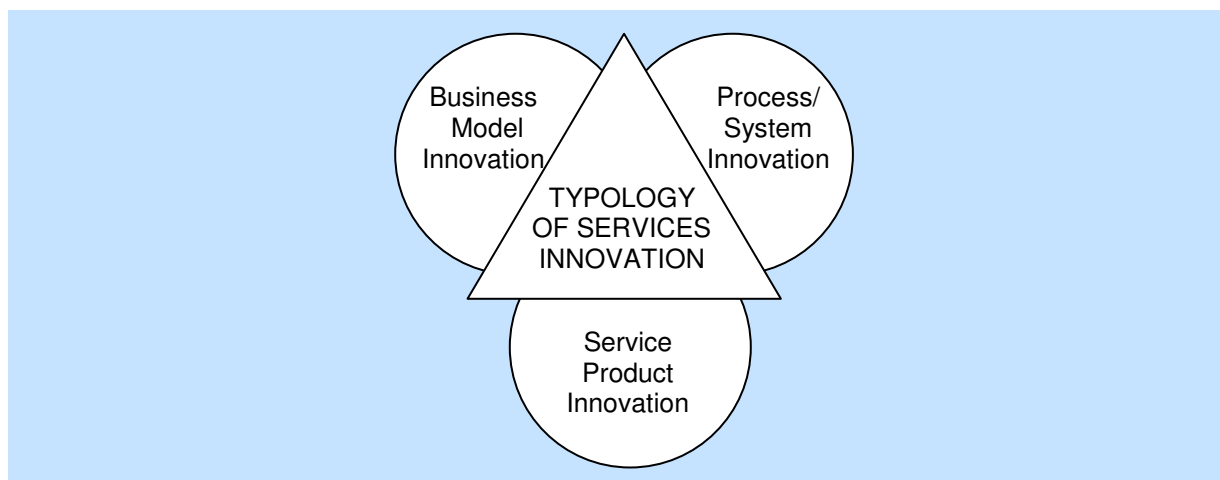 Business
Model
Innovation
Process/
System
Innovation
TYPOLOGY
OF SERVICES
INNOVATION
Service
Product
Innovation